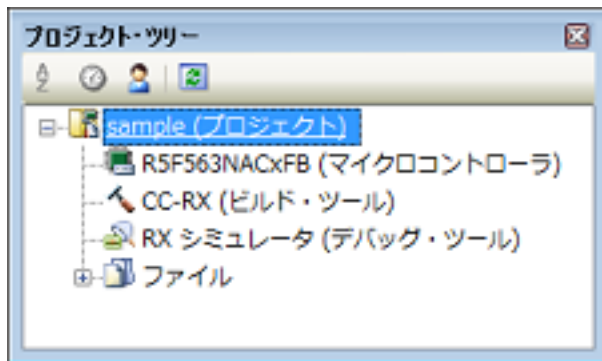 プロジェクト・ツリー
sample (プロジェクト)
R5F563NACxFB (マイクロコントローラ)
CC-RX (ビルド・ツール)
RX シミュレータ (デバッグ・ツール)
ファイル